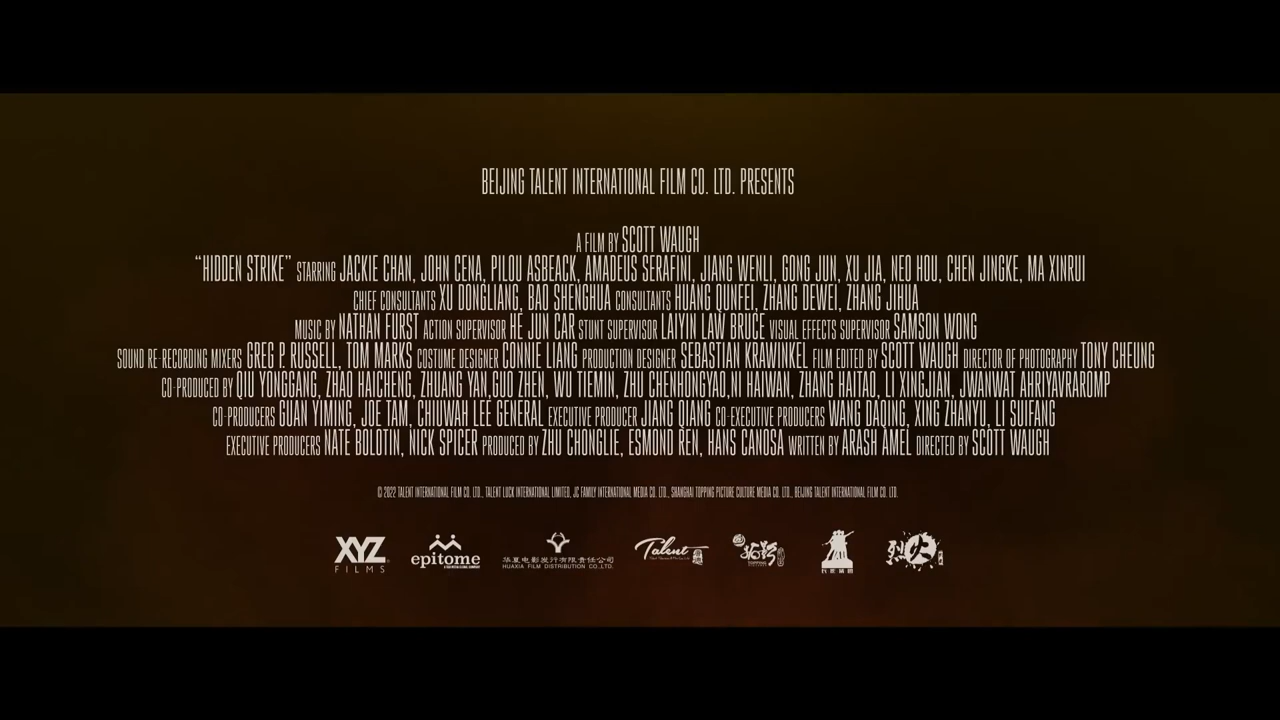 BEIJING TALENT INTERNATIONAL FILM CO. LTD. PRESENTS
A FILM BY SCOTT WAUGH
“HIDDEN STRIKE” STARRING JACKIE CHAN, JOHN CENA, PILOU ASBEACK, AMADEUS SERAFINI, JIANG WENLI, GONG JUN, XU JIA, NEO HOU, CHEN JINGKE, MA XINRUI
CHIEF CONSULTANTS XU DONGLIANG, BAO SHENGHUA CONSULTANTS HUANG QUNFEI, ZHANG DEWEI, ZHANG JIHUA
MUSIC BY NATHAN FURST ACTION SUPERVISOR HE JUN CAR STUNT SUPERVISOR LAIYIN LAW BRUCE VISUAL EFFECTS SUPERVISOR SAMSON WONG
SOUND RE-RECORDING MIXERS GREG P RUSSELL, TOM MARKS COSTUME DESIGNER CONNIE LIANG PRODUCTION DESIGNER SEBASTIAN KRAWINKEL FILM EDITED BY SCOTT WAUGH DIRECTOR OF PHOTOGRAPHY TONY CHEUNG
CO-PRODUCED BY QIU YONGGANG, ZHAO HAICHENG, ZHUANG YAN,GUO ZHEN, WU TIEMIN, ZHU CHENHONGYAO,NI HAIWAN, ZHANG HAITAO, LI XINGJIAN, JWANWAT AHRIYAVRAROMP
CO-PRODUCERS GUAN YIMING, JOE TAM, CHIUWAH LEE GENERAL EXECUTIVE PRODUCER JIANG QIANG CO-EXECUTIVE PRODUCERS WANG DAQING, XING ZHANYU, LI SUIFANG
EXECUTIVE PRODUCERS NATE BOLOTIN, NICK SPICER PRODUCED BY ZHU CHONGLIE, ESMOND REN, HANS CANOSA WRITTEN BY ARASH AMEL DIRECTED BY SCOTT WAUGH
© 2022 TALENT INTERNATIONAL FILM CO. LTD., TALENT LUCK INTERNATIONAL LIMITED, JC FAMILY INTERNATIONAL MEDIA CO. LTD., SHANGHAI TOPPING PICTURE CULTURE MEDIA CO. LTD., BEIJING TALENT INTERNATIONAL FILM CO. LTD.
XYZ
FILMS
epitome
华夏电影发行有限责任公司
HUAXIA FILM DISTRIBUTION CO.,LTD.
Talent
烈火